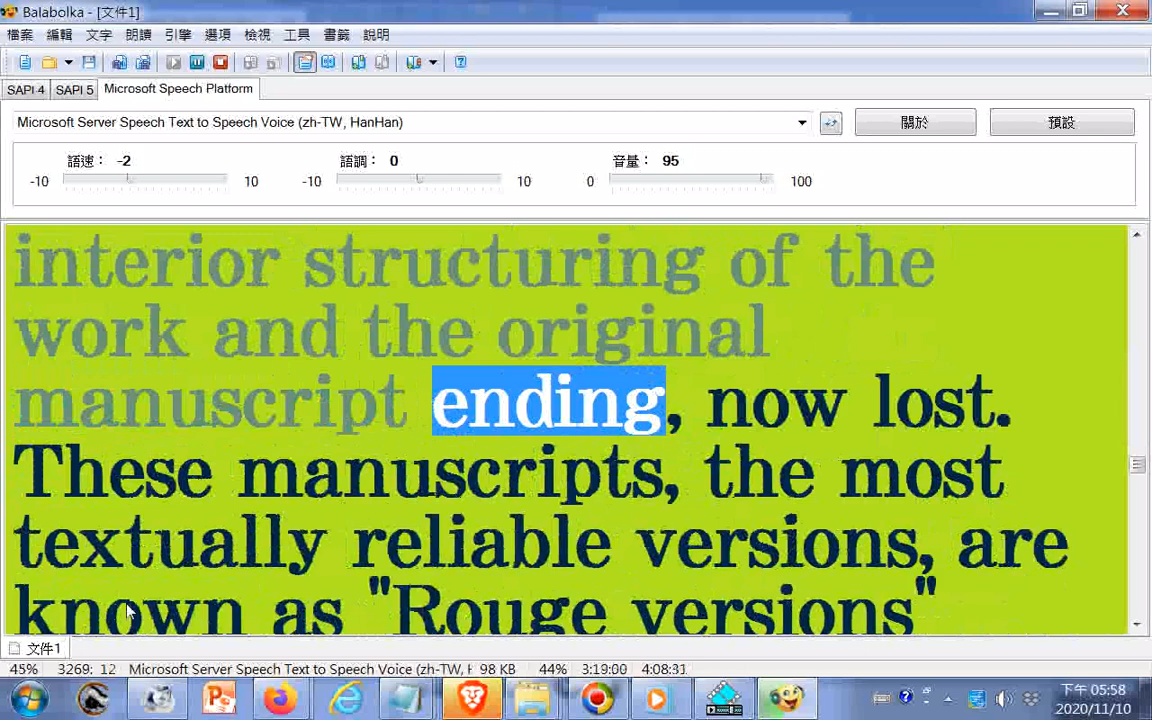 Balabolka - [文件1]
檔案 編輯 文字 朗讀 引擎 選項 檢視 工具 書籤 說明
SAPI 4 SAPI 5 Microsoft Speech Platform
Microsoft Server Speech Text to Speech Voice (zh-TW, HanHan) 關於 預設
語速： -2 語調： 0 音量： 95
-10 10 -10 10 0 100
interior structuring of the
work and the original
manuscript ending, now lost.
These manuscripts, the most
textually reliable versions, are
known as "Rouge versions"
文件1
45% 3269: 12 Microsoft Server Speech Text to Speech Voice (zh-TW, 98 KB 44% 3:19:00 4:08:31
下午 05:58
2020/11/10